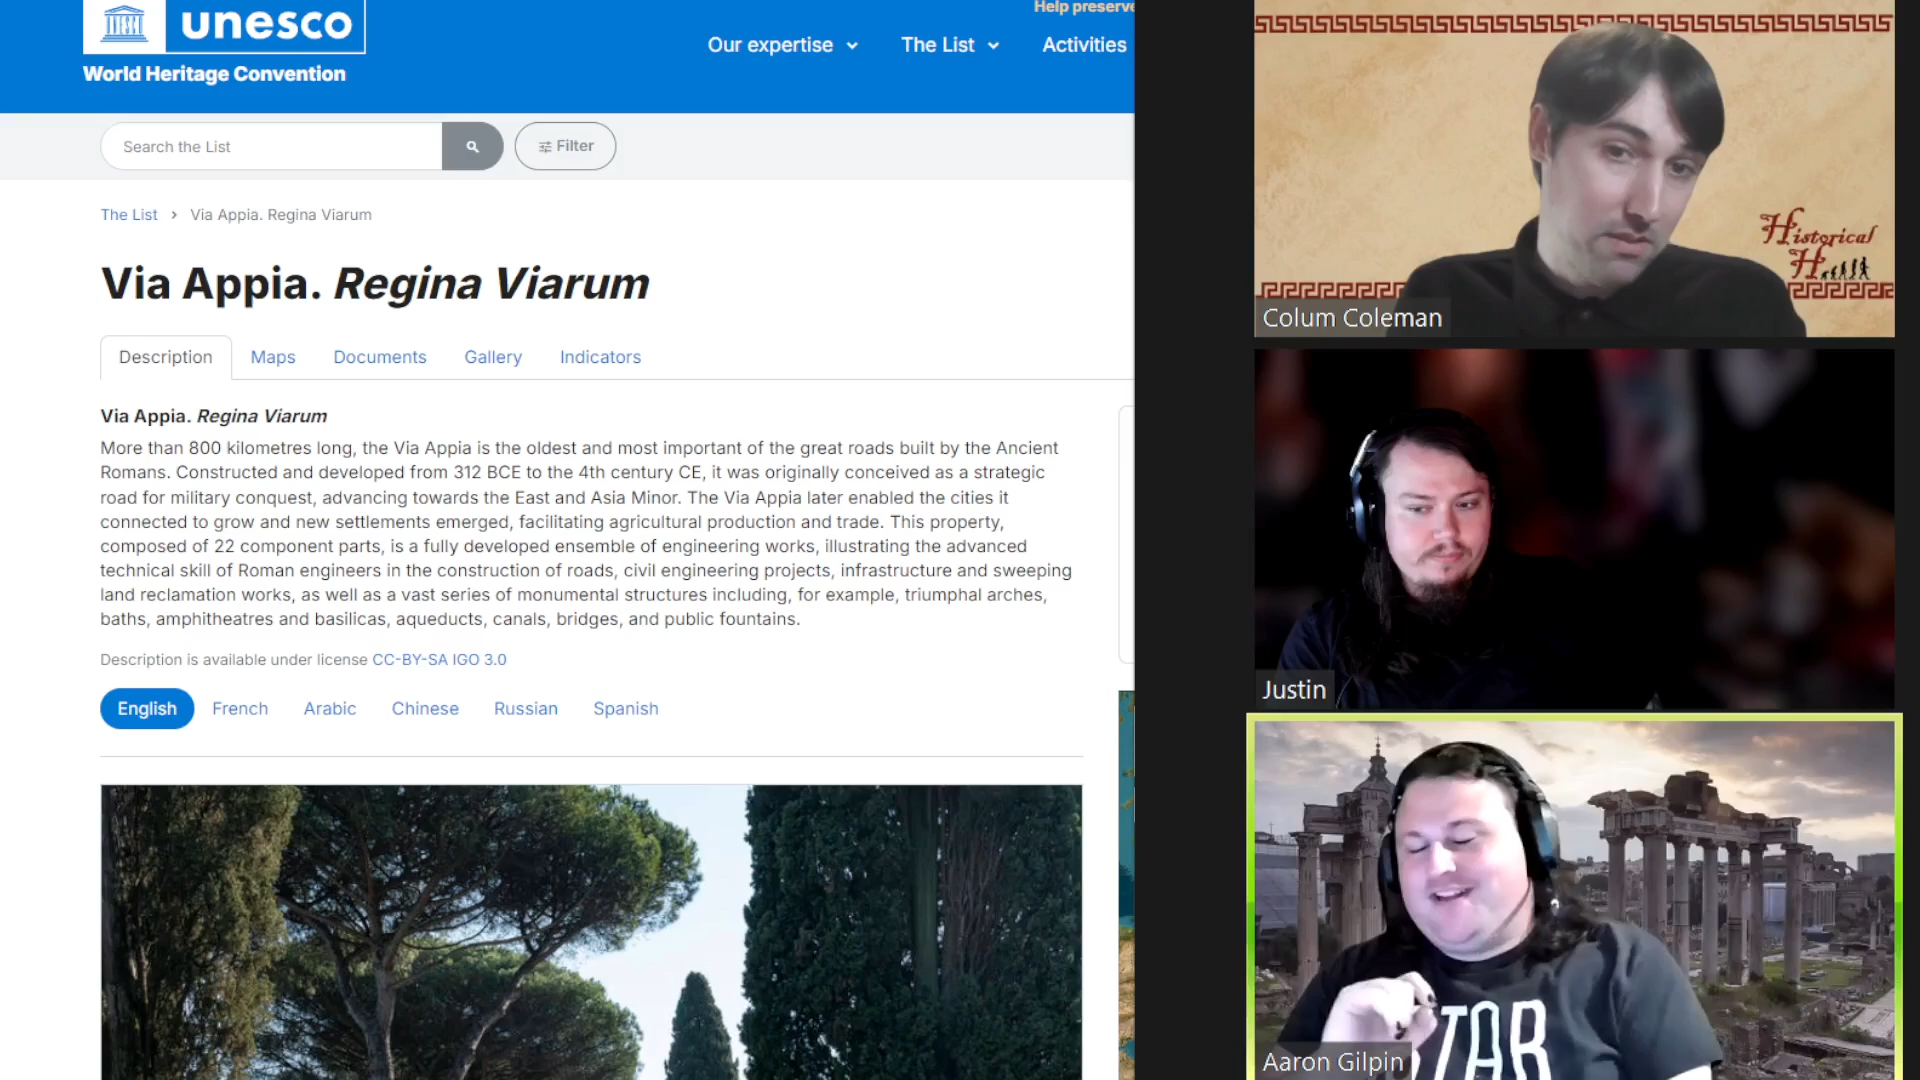 unesco
World Heritage Convention
Help preserve
Our expertise
The List
Activities
Search the List
Filter
The List > Via Appia. Regina Viarum
Via Appia. Regina Viarum
Description
Maps
Documents
Gallery
Indicators
Via Appia. Regina Viarum
More than 800 kilometres long, the Via Appia is the oldest and most important of the great roads built by the Ancient
Romans. Constructed and developed from 312 BCE to the 4th century CE, it was originally conceived as a strategic
road for military conquest, advancing towards the East and Asia Minor. The Via Appia later enabled the cities it
connected to grow and new settlements emerged, facilitating agricultural production and trade. This property,
composed of 22 component parts, is a fully developed ensemble of engineering works, illustrating the advanced
technical skill of Roman engineers in the construction of roads, civil engineering projects, infrastructure and sweeping
land reclamation works, as well as a vast series of monumental structures including, for example, triumphal arches,
baths, amphitheatres and basilicas, aqueducts, canals, bridges, and public fountains.
Description is available under license CC-BY-SA IGO 3.0
English
French
Arabic
Chinese
Russian
Spanish
Historical
H
Colum Coleman
Justin
TAR
Aaron Gilpin